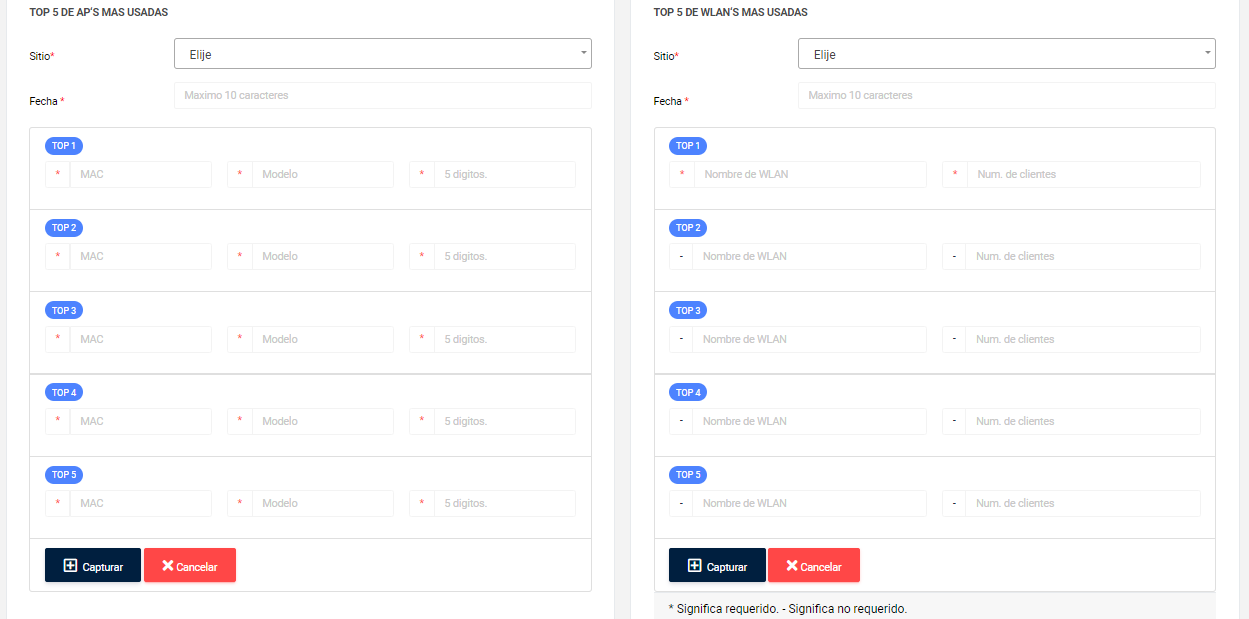 TOP 5 DE AP'S MAS USADAS
Sitio*
Elije
Fecha *
Maximo 10 caracteres
TOP 1
* MAC * Modelo * 5 digitos.
TOP 2
* MAC * Modelo * 5 digitos.
TOP 3
* MAC * Modelo * 5 digitos.
TOP 4
* MAC * Modelo * 5 digitos.
TOP 5
* MAC * Modelo * 5 digitos.
Capturar Cancelar
TOP 5 DE WLAN'S MAS USADAS
Sitio*
Elije
Fecha *
Maximo 10 caracteres
TOP 1
* Nombre de WLAN * Num. de clientes
TOP 2
- Nombre de WLAN - Num. de clientes
TOP 3
- Nombre de WLAN - Num. de clientes
TOP 4
- Nombre de WLAN - Num. de clientes
TOP 5
- Nombre de WLAN - Num. de clientes
Capturar Cancelar
* Significa requerido. - Significa no requerido.